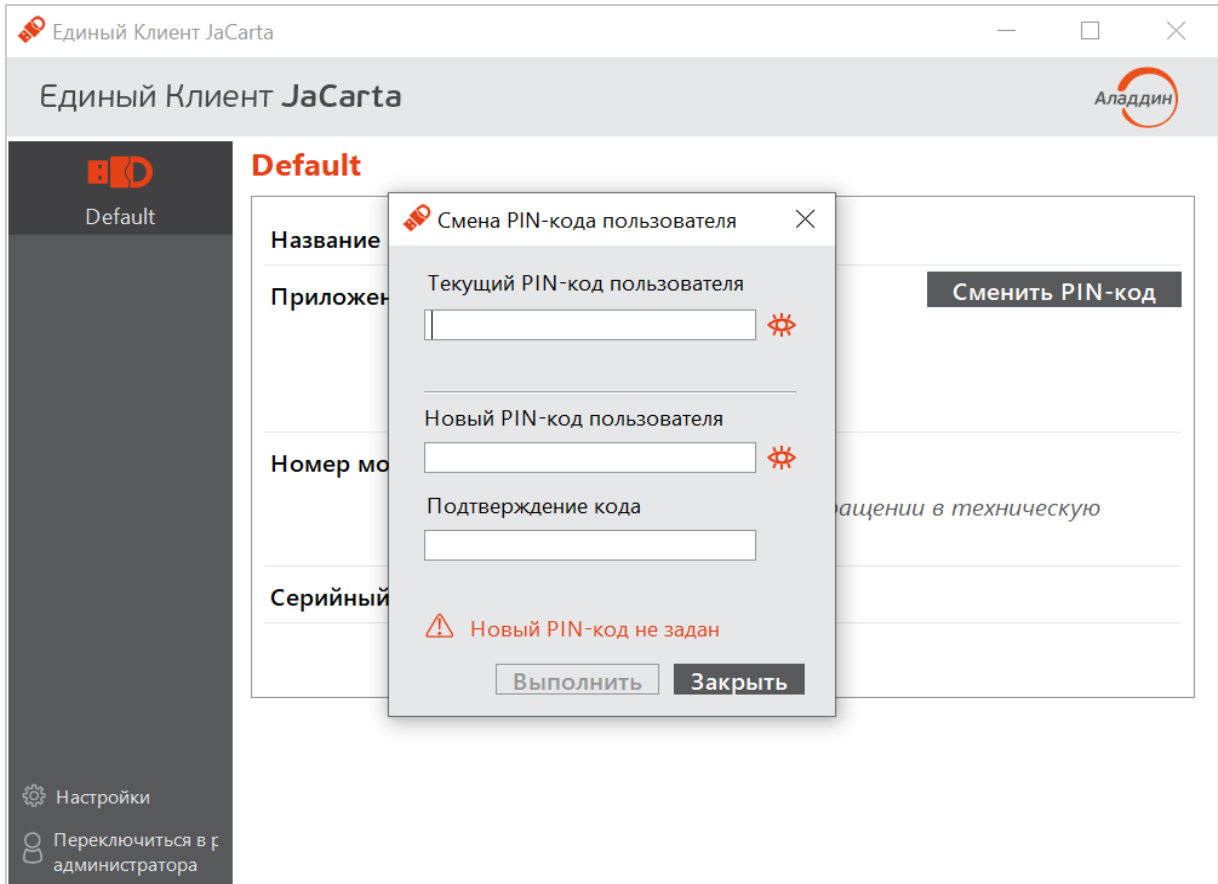 Единый Клиент JaCarta
Единый Клиент JaCarta
Аладдин
Default
Default
Название
Приложен
Сменить PIN-код
Номер мо
ращении в техническую
Серийный
Смена PIN-кода пользователя
Текущий PIN-код пользователя
Новый PIN-код пользователя
Подтверждение кода
Новый PIN-код не задан
Выполнить Закрыть
Настройки
Переключиться в р
администратора